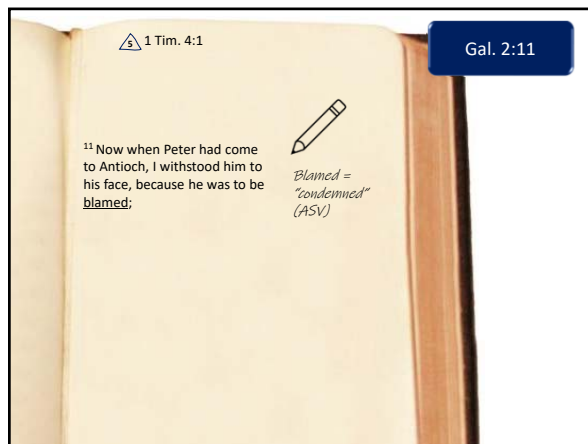 5 1 Tim. 4:1
Gal. 2:11
11 Now when Peter had come
to Antioch, I withstood him to
his face, because he was to be
blamed;
Blamed =
"condemned"
(ASV)